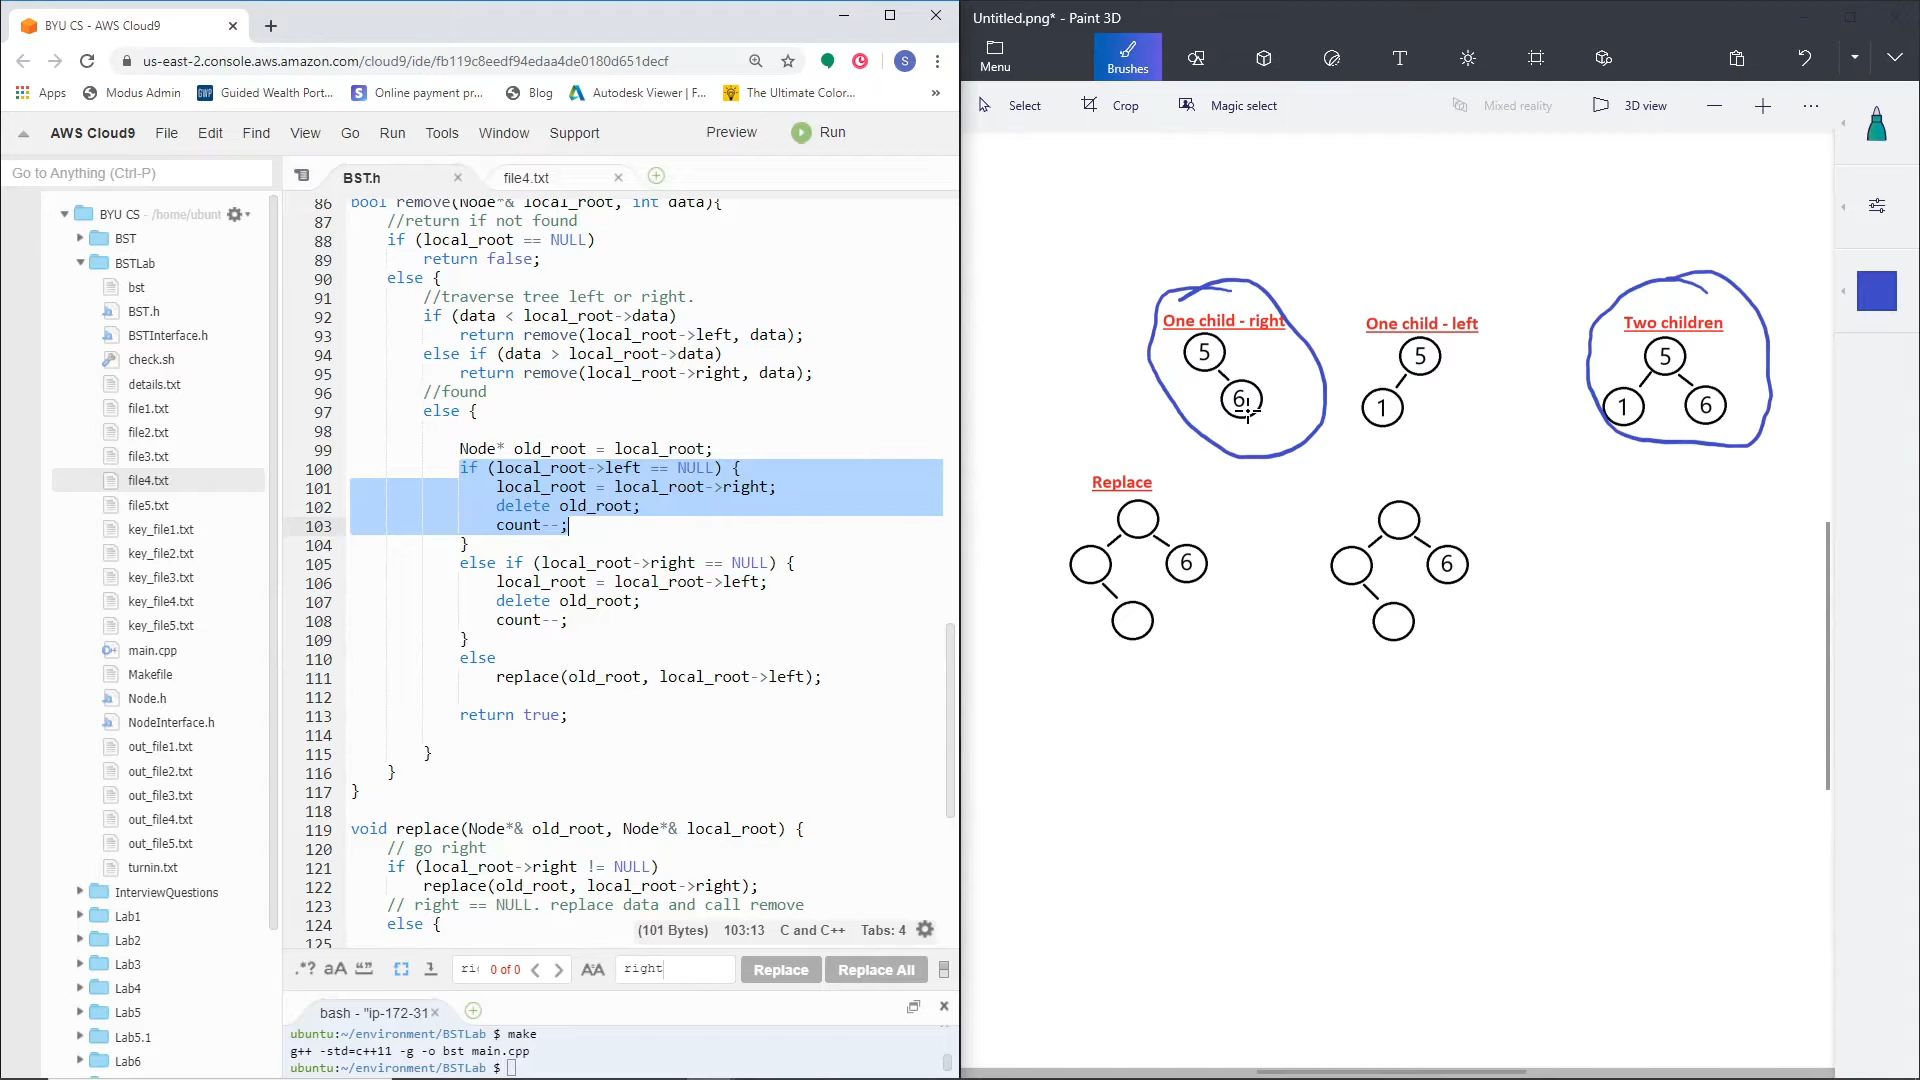 BYU CS - AWS Cloud9
us-east-2.console.aws.amazon.com/cloud9/ide/fb119c8eedf94edaa4de0180d651decf
S
Apps
Modus Admin
GWP
Guided Wealth Port...
S
Online payment pr...
Blog
Autodesk Viewer | F...
The Ultimate Color...
»
AWS Cloud9
File
Edit
Find
View
Go
Run
Tools
Window
Support
Preview
Run
Go to Anything (Ctrl-P)
BYU CS - /home/ubunt
BST
BSTLab
bst
BST.h
BSTInterface.h
check.sh
details.txt
file1.txt
file2.txt
file3.txt
file4.txt
file5.txt
key_file1.txt
key_file2.txt
key_file3.txt
key_file4.txt
key_file5.txt
main.cpp
Makefile
Node.h
NodeInterface.h
out_file1.txt
out_file2.txt
out_file3.txt
out_file4.txt
out_file5.txt
turnin.txt
InterviewQuestions
Lab1
Lab2
Lab3
Lab4
Lab5
Lab5.1
Lab6
BST.h
file4.txt
86 bool remove(Node*& local_root, int data){
87 //return if not found
88 if (local_root == NULL)
89 return false;
90 else {
91 //traverse tree left or right.
92 if (data < local_root->data)
93 return remove(local_root->left, data);
94 else if (data > local_root->data)
95 return remove(local_root->right, data);
96 //found
97 else {
98
99 Node* old_root = local_root;
100 if (local_root->left == NULL) {
101 local_root = local_root->right;
102 delete old_root;
103 count--;
104 }
105 else if (local_root->right == NULL) {
106 local_root = local_root->left;
107 delete old_root;
108 count--;
109 }
110 else
111 replace(old_root, local_root->left);
112
113 return true;
114
115 }
116 }
117 }
118
119 void replace(Node*& old_root, Node*& local_root) {
120 // go right
121 if (local_root->right != NULL)
122 replace(old_root, local_root->right);
123 // right == NULL. replace data and call remove
124 else {
125
(101 Bytes) 103:13 C and C++ Tabs: 4
.*? aA
0 of 0
right
Replace
Replace All
bash - "ip-172-31
ubuntu:~/environment/BSTLab $ make
g++ -std=c++11 -g -o bst main.cpp
ubuntu:~/environment/BSTLab $
Untitled.png* - Paint 3D
Menu
Brushes
T
Select
Crop
Magic select
Mixed reality
3D view
One child - right
5
6
One child - left
5
1
Two children
5
1 6
Replace
6
6